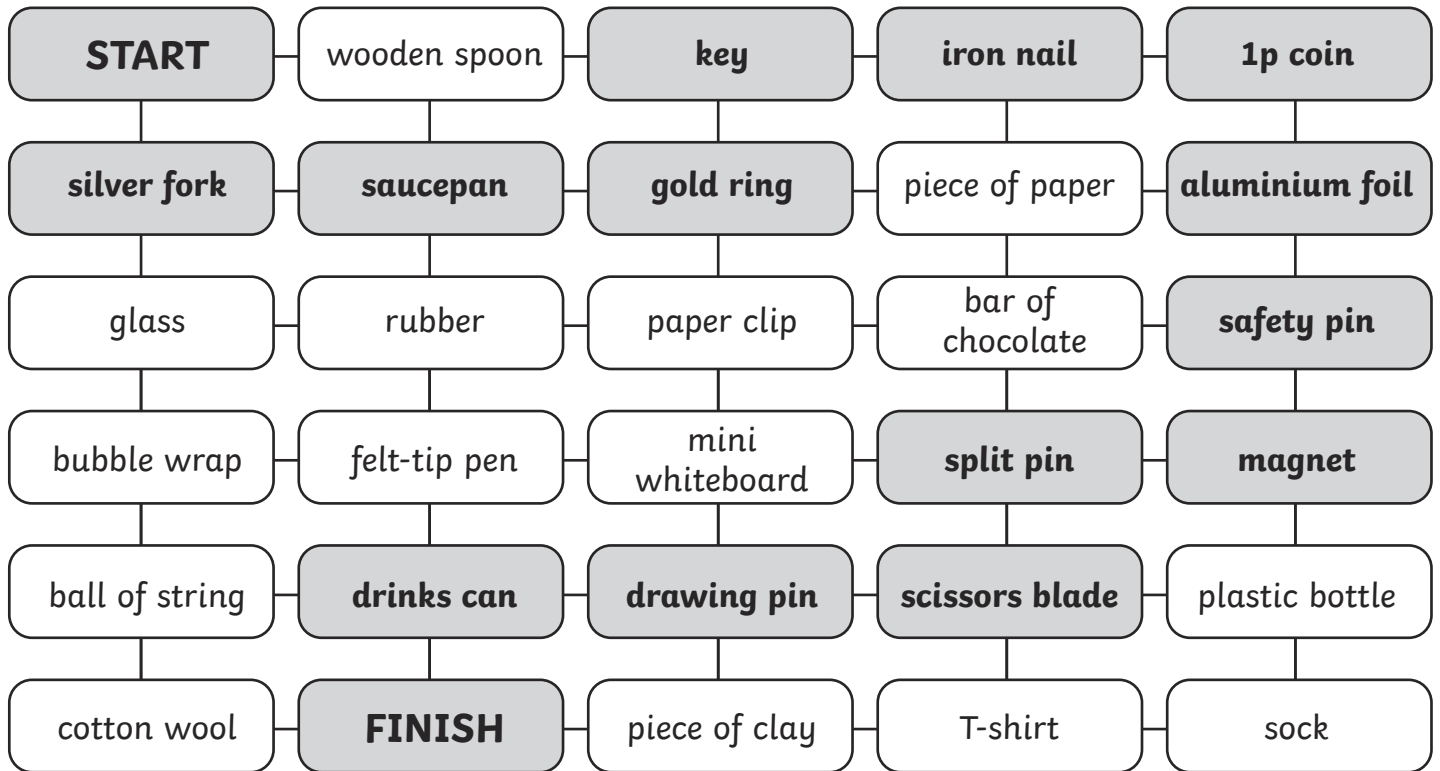 START
wooden spoon
key
iron nail
1p coin
silver fork
saucepan
gold ring
piece of paper
aluminium foil
glass
rubber
paper clip
bar of
chocolate
safety pin
bubble wrap
felt-tip pen
mini
whiteboard
split pin
magnet
ball of string
drinks can
drawing pin
scissors blade
plastic bottle
cotton wool
FINISH
piece of clay
T-shirt
sock